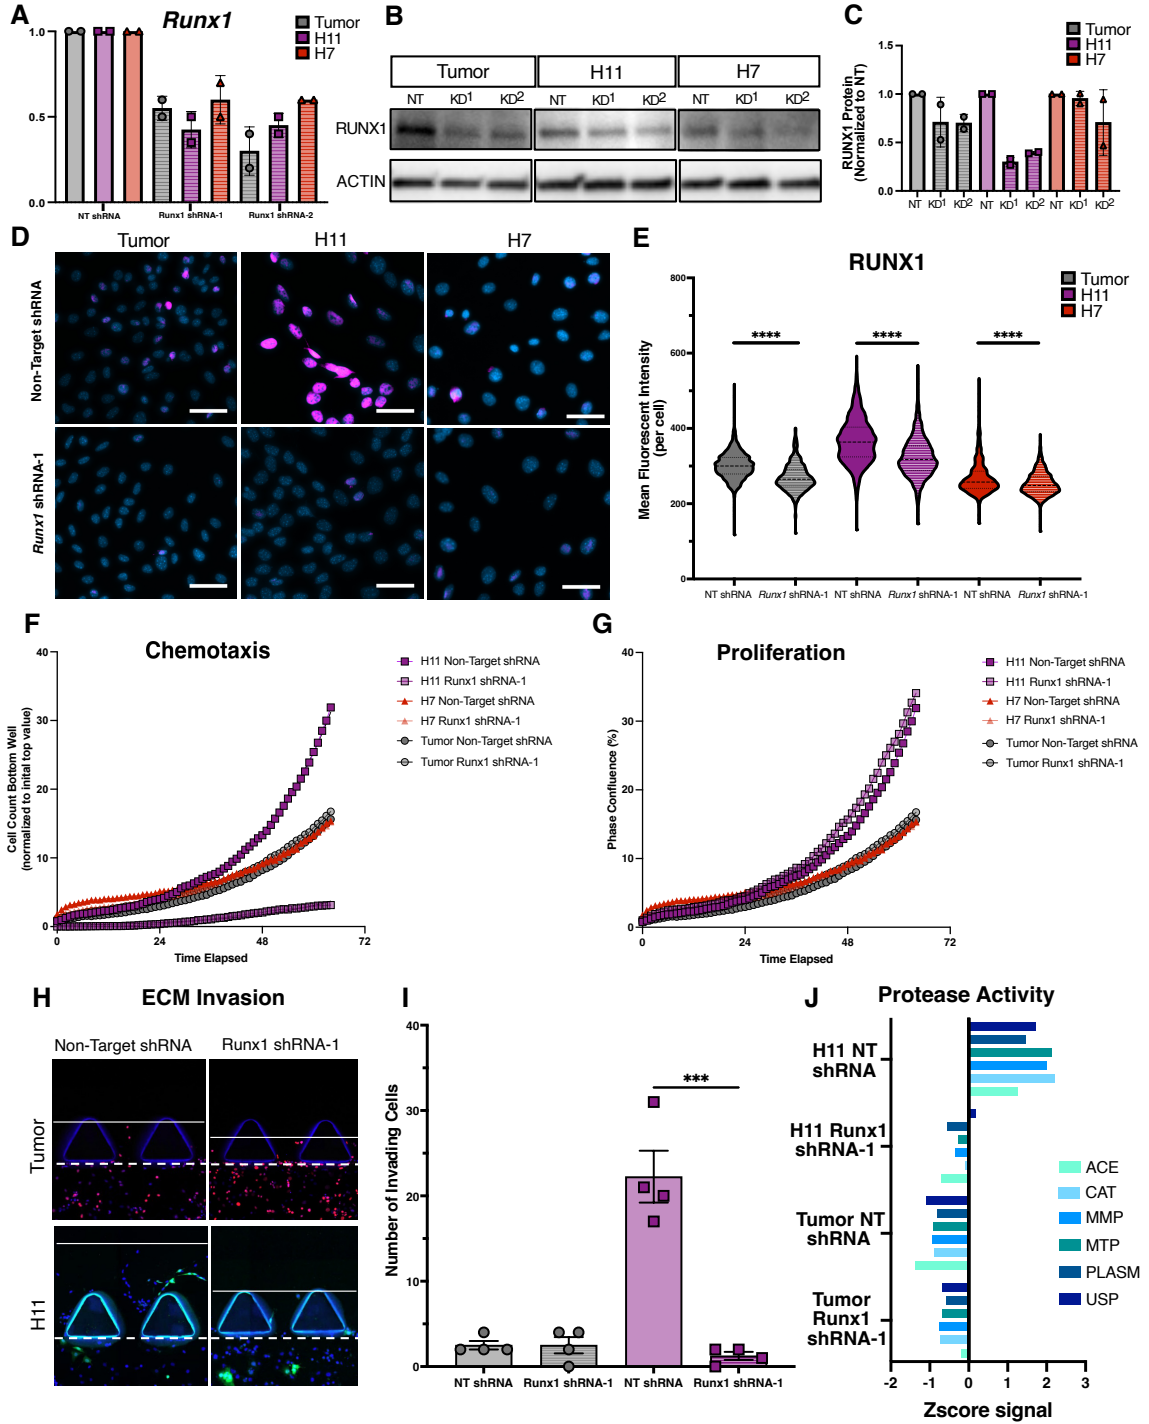 A
Runx1
Tumor
H11
H7
1.0
0.5
0.0
NT shRNA
Runx1 shRNA-1
Runx1 shRNA-2
B
Tumor
H11
H7
NT KD1 KD2 NT KD1 KD2 NT KD1 KD2
RUNX1
ACTIN
C
Tumor
H11
H7
RUNX1 Protein
(Normalized to NT)
1.5
1.0
0.5
0.0
NT KD1 KD2 NT KD1 KD2 NT KD1 KD2
D
Tumor
H11
H7
Non-Target shRNA
Runx1 shRNA-1
E
RUNX1
Tumor
H11
H7
Mean Fluorescent Intensity
(per cell)
800
600
400
200
0
**** **** ****
NT shRNA Runx1 shRNA-1 NT shRNA Runx1 shRNA-1 NT shRNA Runx1 shRNA-1
F
Chemotaxis
Cell Count Bottom Well
(normalized to inital top value)
40
30
20
10
0
0 24 48 72
Time Elapsed
H11 Non-Target shRNA
H11 Runx1 shRNA-1
H7 Non-Target shRNA
H7 Runx1 shRNA-1
Tumor Non-Target shRNA
Tumor Runx1 shRNA-1
G
Proliferation
Phase Confluence (%)
40
30
20
10
0
0 24 48 72
Time Elapsed
H11 Non-Target shRNA
H11 Runx1 shRNA-1
H7 Non-Target shRNA
H7 Runx1 shRNA-1
Tumor Non-Target shRNA
Tumor Runx1 shRNA-1
H
ECM Invasion
Non-Target shRNA
Runx1 shRNA-1
Tumor
H11
I
Number of Invading Cells
40
30
20
10
0
***
NT shRNA Runx1 shRNA-1 NT shRNA Runx1 shRNA-1
J
Protease Activity
H11 NT
shRNA
H11 Runx1
shRNA-1
Tumor NT
shRNA
Tumor
Runx1
shRNA-1
ACE
CAT
MMP
MTP
PLASM
USP
-2 -1 0 1 2 3
Zscore signal